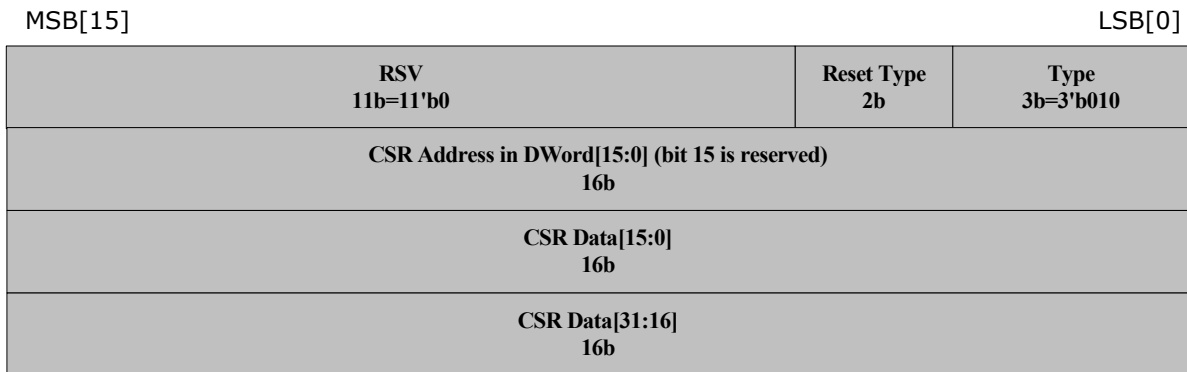 MSB[15]
LSB[0]
RSV
11b=11'b0
Reset Type
2b
Type
3b=3'b010
CSR Address in DWord[15:0] (bit 15 is reserved)
16b
CSR Data[15:0]
16b
CSR Data[31:16]
16b